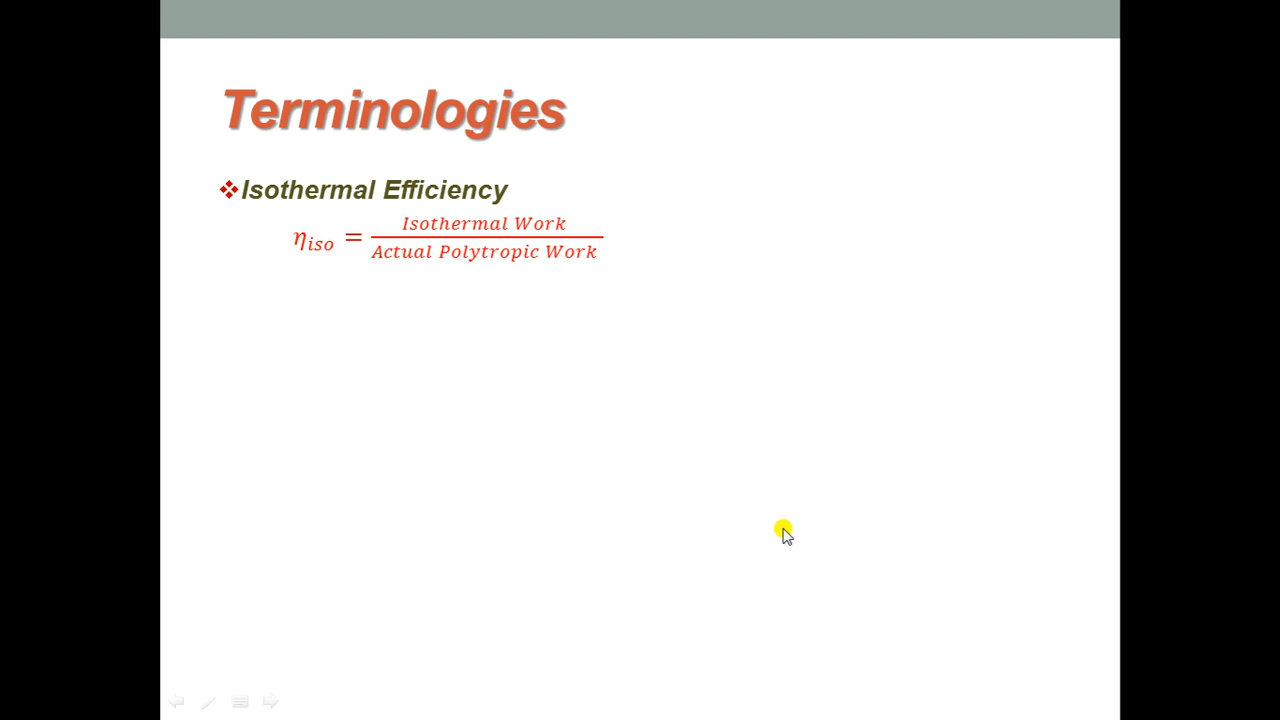 Terminologies
❖Isothermal Efficiency
η_iso = Isothermal Work / Actual Polytropic Work